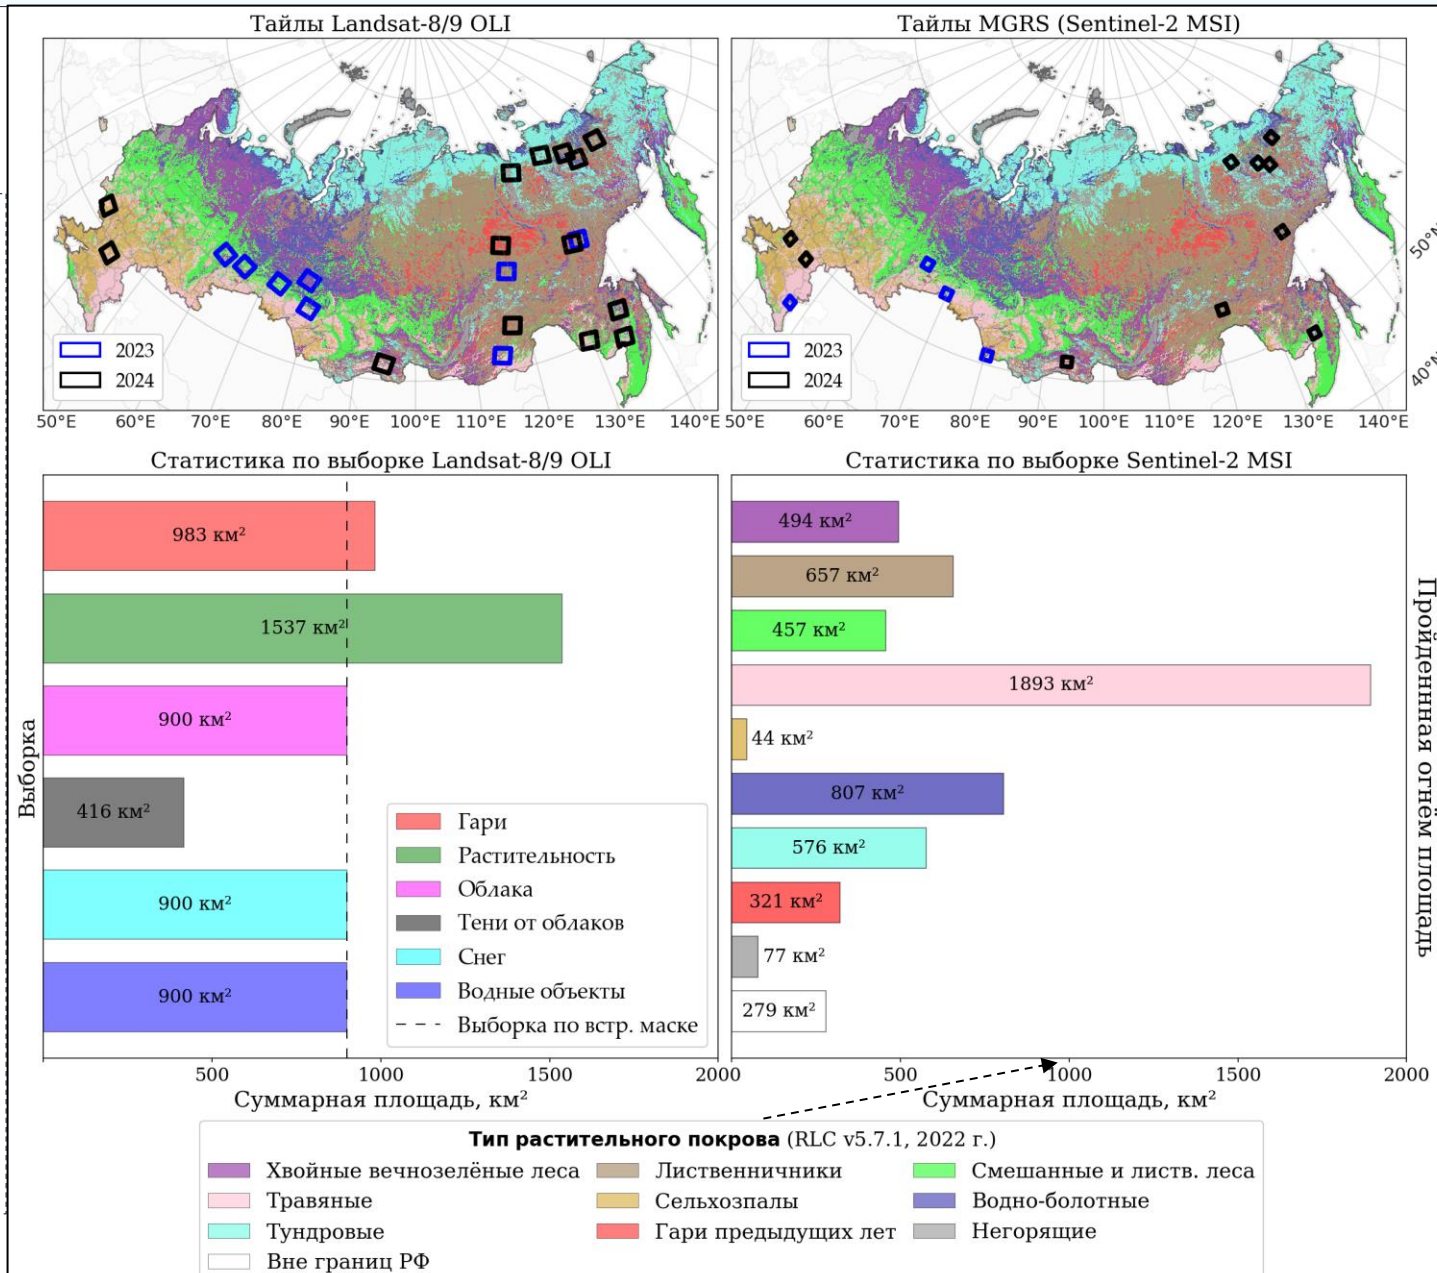 Тайлы Landsat-8/9 OLI
2023
2024
50°E 60°E 70°E 80°E 90°E 100°E 110°E 120°E 130°E 140°E
Тайлы MGRS (Sentinel-2 MSI)
2023
2024
50°N
40°N
50°E 60°E 70°E 80°E 90°E 100°E 110°E 120°E 130°E 140°E
Статистика по выборке Landsat-8/9 OLI
Выборка
983 км²
1537 км²
900 км²
416 км²
900 км²
900 км²
Гари
Растительность
Облака
Тени от облаков
Снег
Водные объекты
Выборка по встр. маске
500 1000 1500 2000
Суммарная площадь, км²
Статистика по выборке Sentinel-2 MSI
494 км²
657 км²
457 км²
1893 км²
44 км²
807 км²
576 км²
321 км²
77 км²
279 км²
Пройденнная огнём площадь
500 1000 1500 2000
Суммарная площадь, км²
Тип растительного покрова (RLC v5.7.1, 2022 г.)
Хвойные вечнозелёные леса Лиственничники Смешанные и листв. леса
Травяные Сельхозпалы Водно-болотные
Тундровые Гари предыдущих лет Негорящие
Вне границ РФ